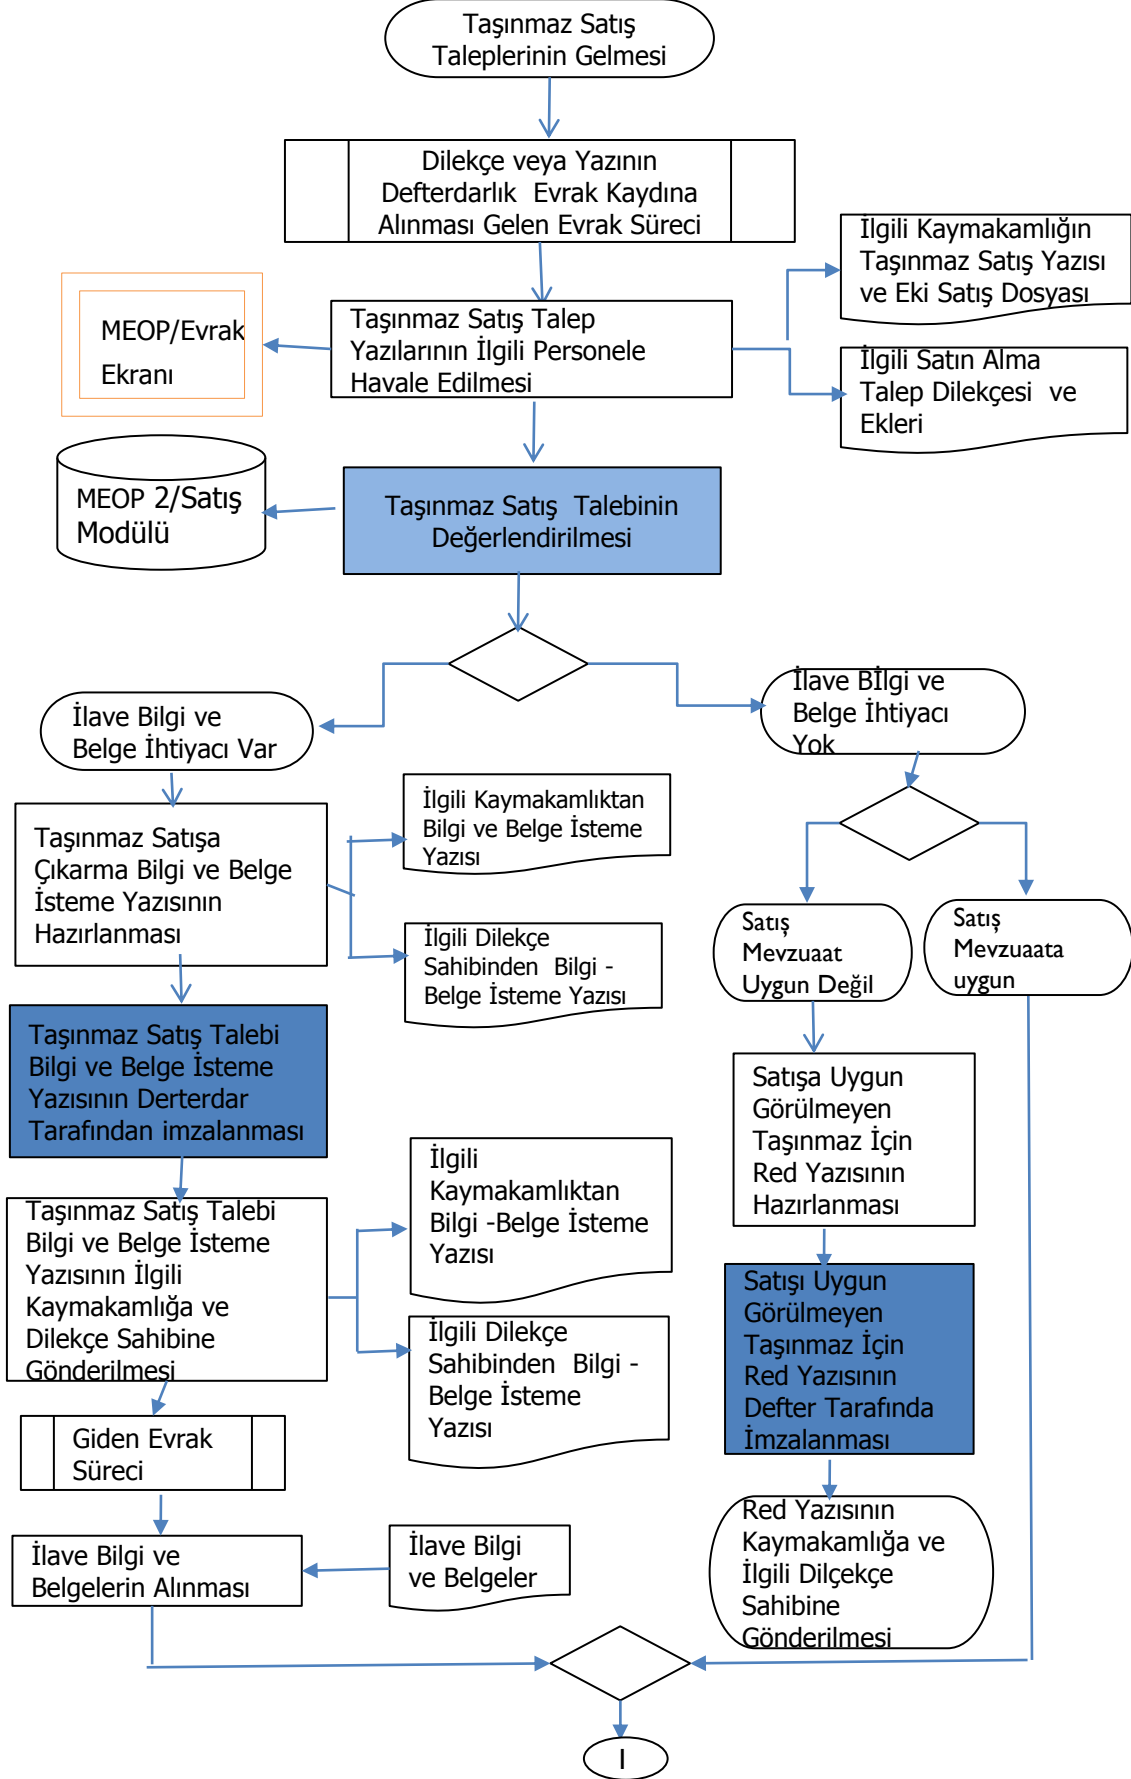 Taşınmaz Satış
Taleplerinin Gelmesi
Dilekçe veya Yazının
Defterdarlık Evrak Kaydına
Alınması Gelen Evrak Süreci
İlgili Kaymakamlığın
Taşınmaz Satış Yazısı
ve Eki Satış Dosyası
MEOP/Evrak
Ekranı
Taşınmaz Satış Talep
Yazılarının İlgili Personele
Havale Edilmesi
İlgili Satın Alma
Talep Dilekçesi ve
Ekleri
MEOP 2/Satış
Modülü
Taşınmaz Satış Talebinin
Değerlendirilmesi
İlave Bilgi ve
Belge İhtiyacı Var
İlave Bİlgi ve
Belge İhtiyacı
Yok
Taşınmaz Satışa
Çıkarma Bilgi ve Belge
İsteme Yazısının
Hazırlanması
İlgili Kaymakamlıktan
Bilgi ve Belge İsteme
Yazısı
İlgili Dilekçe
Sahibinden Bilgi -
Belge İsteme Yazısı
Satış
Mevzuaat
Uygun Değil
Satış
Mevzuaata
uygun
Taşınmaz Satış Talebi
Bilgi ve Belge İsteme
Yazısının Derterdar
Tarafından imzalanması
Satışa Uygun
Görülmeyen
Taşınmaz İçin
Red Yazısının
Hazırlanması
Taşınmaz Satış Talebi
Bilgi ve Belge İsteme
Yazısının İlgili
Kaymakamlığa ve
Dilekçe Sahibine
Gönderilmesi
İlgili
Kaymakamlıktan
Bilgi -Belge İsteme
Yazısı
İlgili Dilekçe
Sahibinden Bilgi -
Belge İsteme
Yazısı
Satışı Uygun
Görülmeyen
Taşınmaz İçin
Red Yazısının
Defter Tarafında
İmzalanması
Giden Evrak
Süreci
İlave Bilgi ve
Belgelerin Alınması
İlave Bilgi
ve Belgeler
Red Yazısının
Kaymakamlığa ve
İlgili Dilçekçe
Sahibine
Gönderilmesi
I